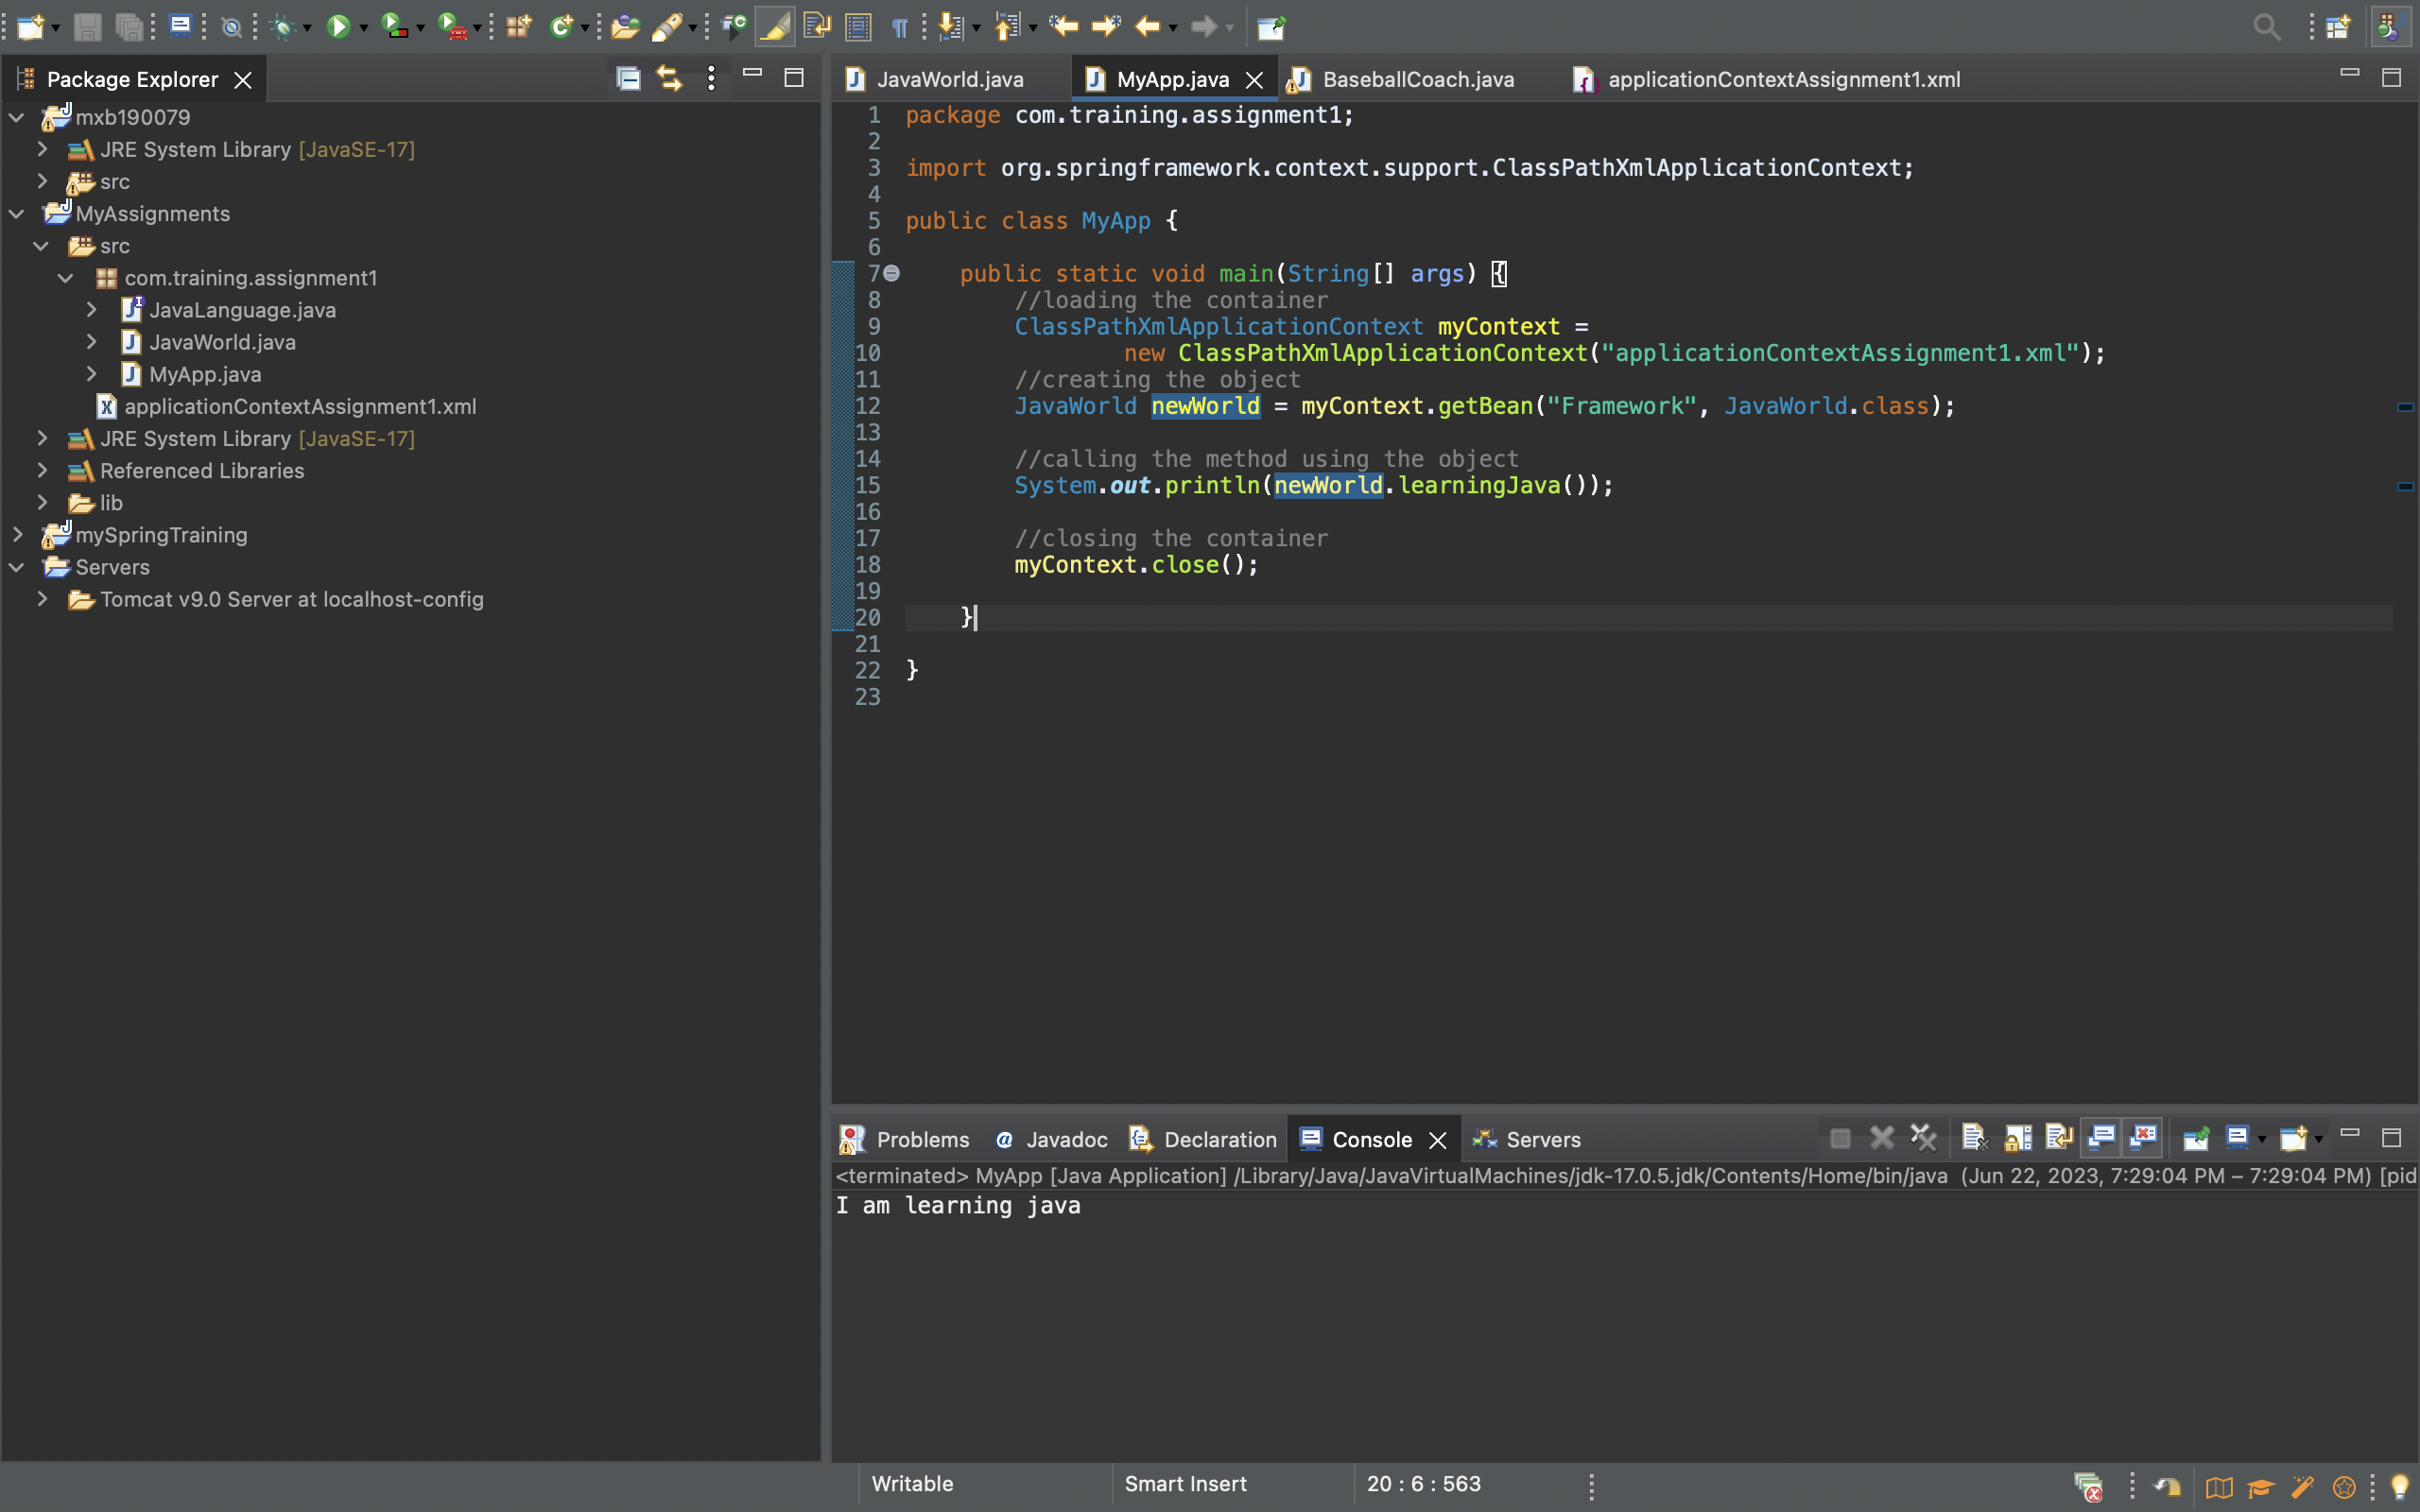 Package Explorer
mxb190079
JRE System Library [JavaSE-17]
src
MyAssignments
src
com.training.assignment1
JavaLanguage.java
JavaWorld.java
MyApp.java
applicationContextAssignment1.xml
JRE System Library [JavaSE-17]
Referenced Libraries
lib
mySpringTraining
Servers
Tomcat v9.0 Server at localhost-config
JavaWorld.java MyApp.java BaseballCoach.java applicationContextAssignment1.xml
1 package com.training.assignment1;
2
3 import org.springframework.context.support.ClassPathXmlApplicationContext;
4
5 public class MyApp {
6
7 public static void main(String[] args) {
8 //loading the container
9 ClassPathXmlApplicationContext myContext =
10 new ClassPathXmlApplicationContext("applicationContextAssignment1.xml");
11 //creating the object
12 JavaWorld newWorld = myContext.getBean("Framework", JavaWorld.class);
13
14 //calling the method using the object
15 System.out.println(newWorld.learningJava());
16
17 //closing the container
18 myContext.close();
19
20 }
21
22 }
23
Problems Javadoc Declaration Console Servers
<terminated> MyApp [Java Application] /Library/Java/JavaVirtualMachines/jdk-17.0.5.jdk/Contents/Home/bin/java (Jun 22, 2023, 7:29:04 PM – 7:29:04 PM) [pid
I am learning java
Writable Smart Insert 20 : 6 : 563